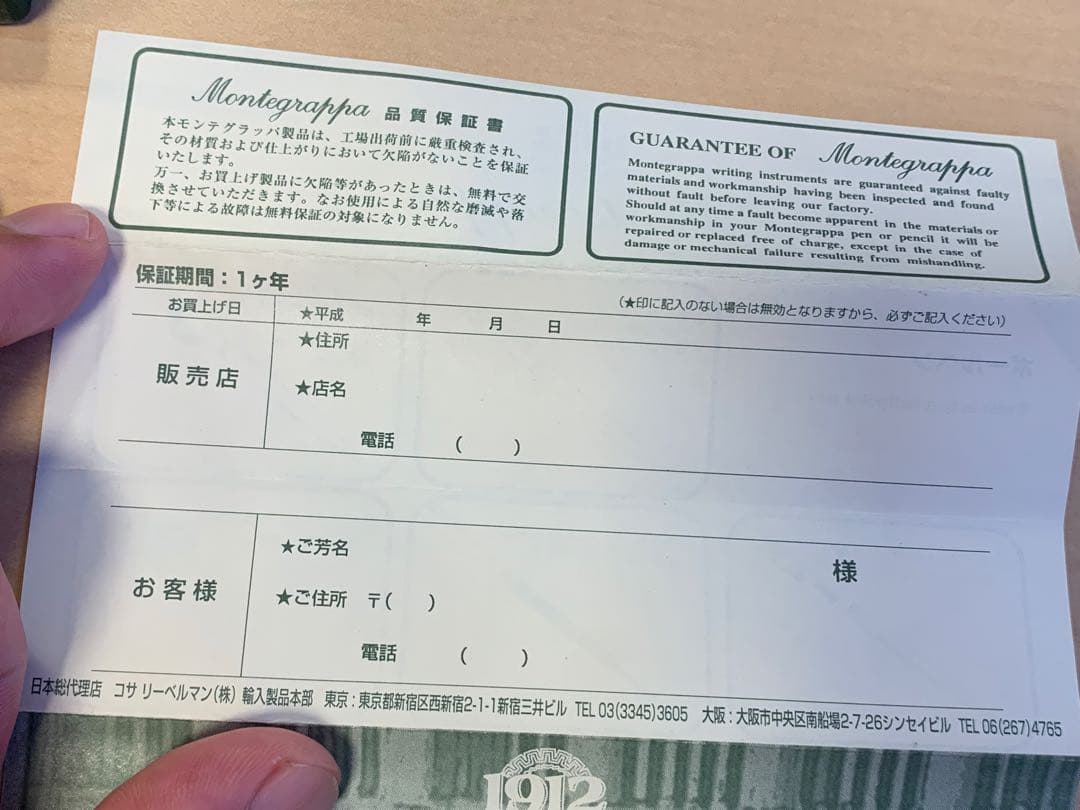 Montegrappa 品質保証書
本モンテグラッパ製品は、工場出荷前に厳重検査され、
その材質および仕上がりにおいて欠陥がないことを保証
いたします。
万一、お買上げ製品に欠陥等があったときは、無料で交
換させていただきます。なお使用による自然な磨滅や落
下等による故障は無料保証の対象になりません。
GUARANTEE OF Montegrappa
Montegrappa writing instruments are guaranteed against faulty
materials and workmanship having been inspected and found
without fault before leaving our factory.
Should at any time a fault become apparent in the materials or
workmanship in your Montegrappa pen or pencil it will be
repaired or replaced free of charge, except in the case of
damage or mechanical failure resulting from mishandling.
保証期間：1ヶ年
(★印に記入のない場合は無効となりますから、必ずご記入ください)
お買上げ日 ★平成 年 月 日
販売店
★住所
★店名
電話 ( )
お客様
★ご芳名 様
★ご住所 〒( )
電話 ( )
日本総代理店 コサ リーベルマン(株) 輸入製品本部 東京：東京都新宿区西新宿2-1-1新宿三井ビル TEL 03(3345)3605 大阪：大阪市中央区南船場2-7-26シンセイビル TEL 06(267)4765
1912